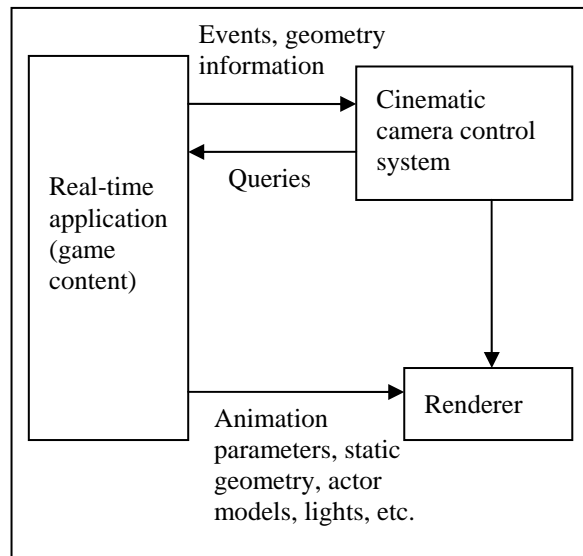 Events, geometry
information
Cinematic
camera control
system
Queries
Real-time
application
(game
content)
Renderer
Animation
parameters, static
geometry, actor
models, lights, etc.